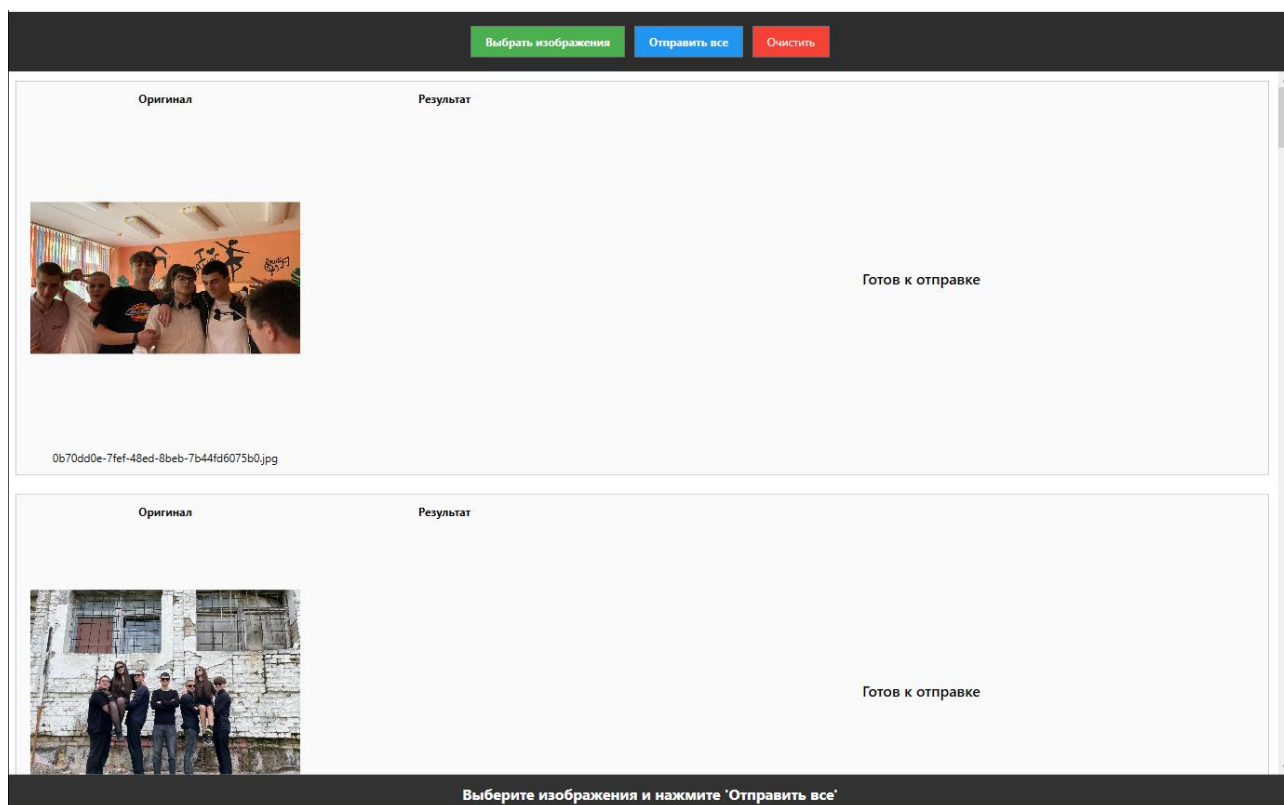 Выбрать изображения
Отправить все
Очистить
Оригинал
Результат
Готов к отправке
0b70dd0e-7fef-48ed-8beb-7b44fd6075b0.jpg
Оригинал
Результат
Готов к отправке
Выберите изображения и нажмите 'Отправить все'